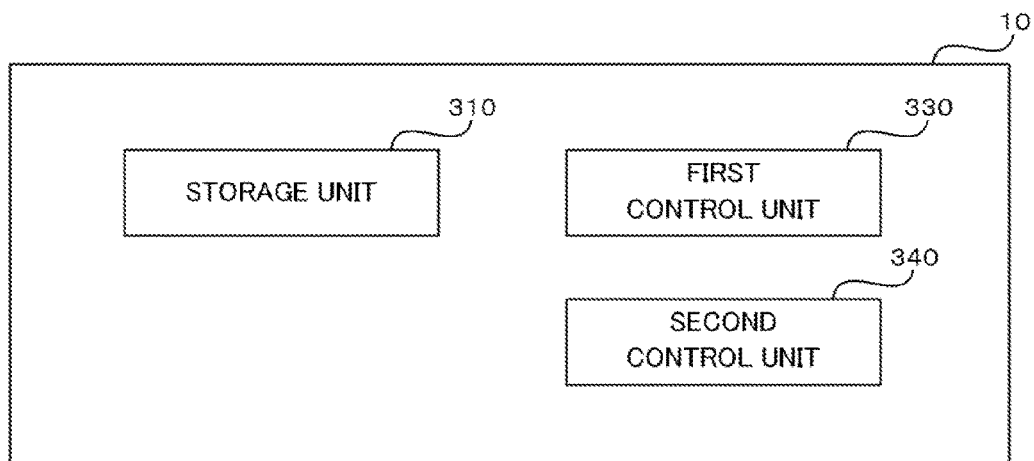 10
310
330
STORAGE UNIT
FIRST
CONTROL UNIT
340
SECOND
CONTROL UNIT